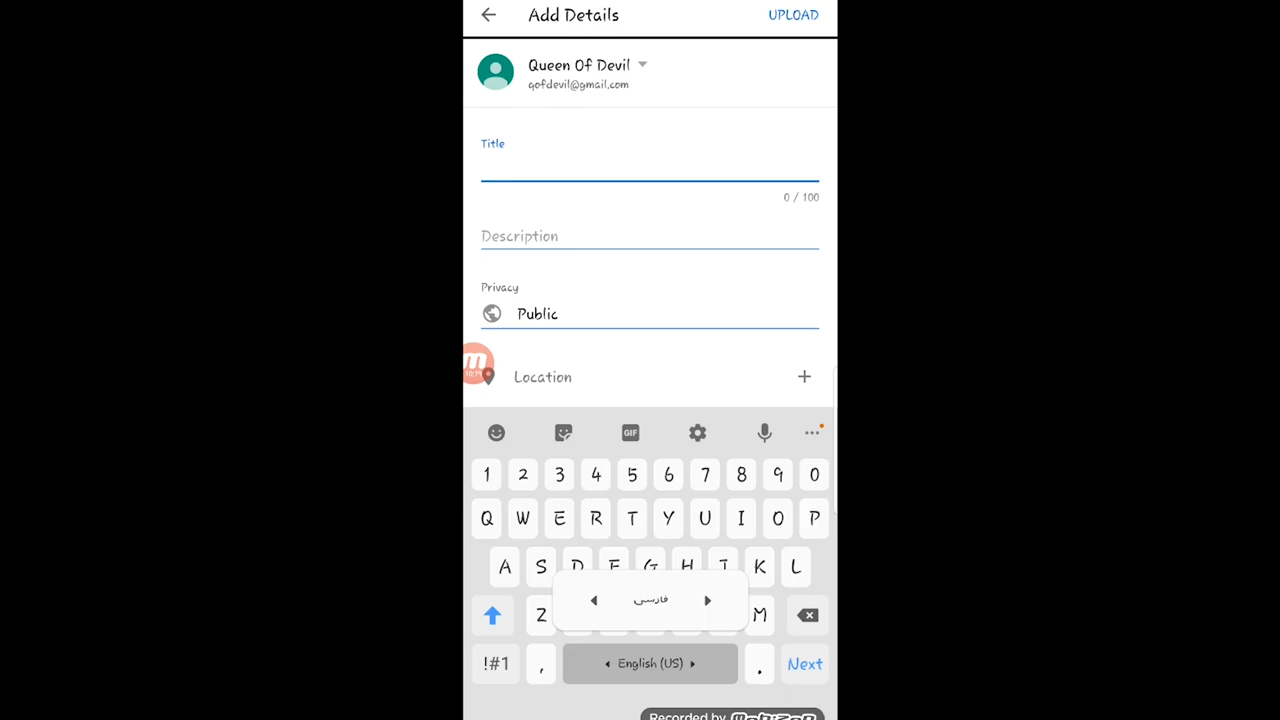 Add Details UPLOAD
Queen Of Devil
qofdevil@gmail.com
Title
0 / 100
Description
Privacy
Public
Location +
GIF
1 2 3 4 5 6 7 8 9 0
Q W E R T Y U I O P
A S D F G H J K L
فارسی
Z M
!#1 , English (US) . Next
Recorded by MOBIZEN